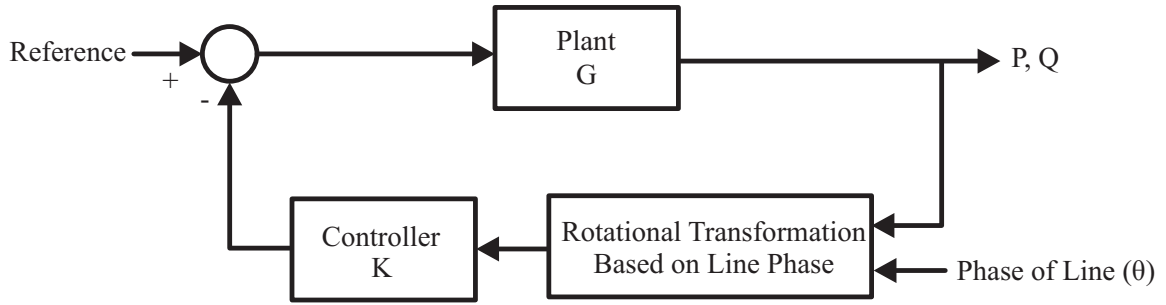 Reference
+
-
Plant
G
P, Q
Controller
K
Rotational Transformation
Based on Line Phase
Phase of Line (θ)